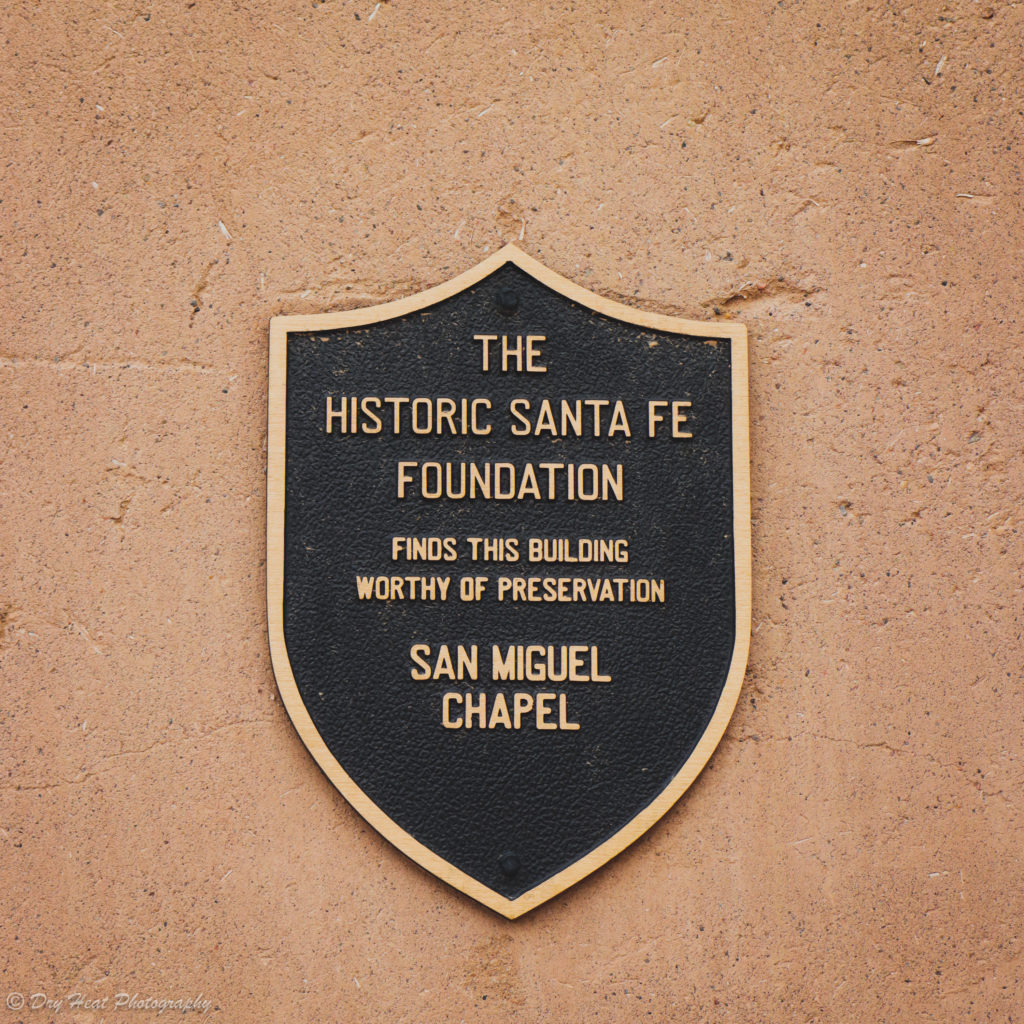 THE
HISTORIC SANTA FE
FOUNDATION
FINDS THIS BUILDING
WORTHY OF PRESERVATION
SAN MIGUEL
CHAPEL
© Dry Heat Photography